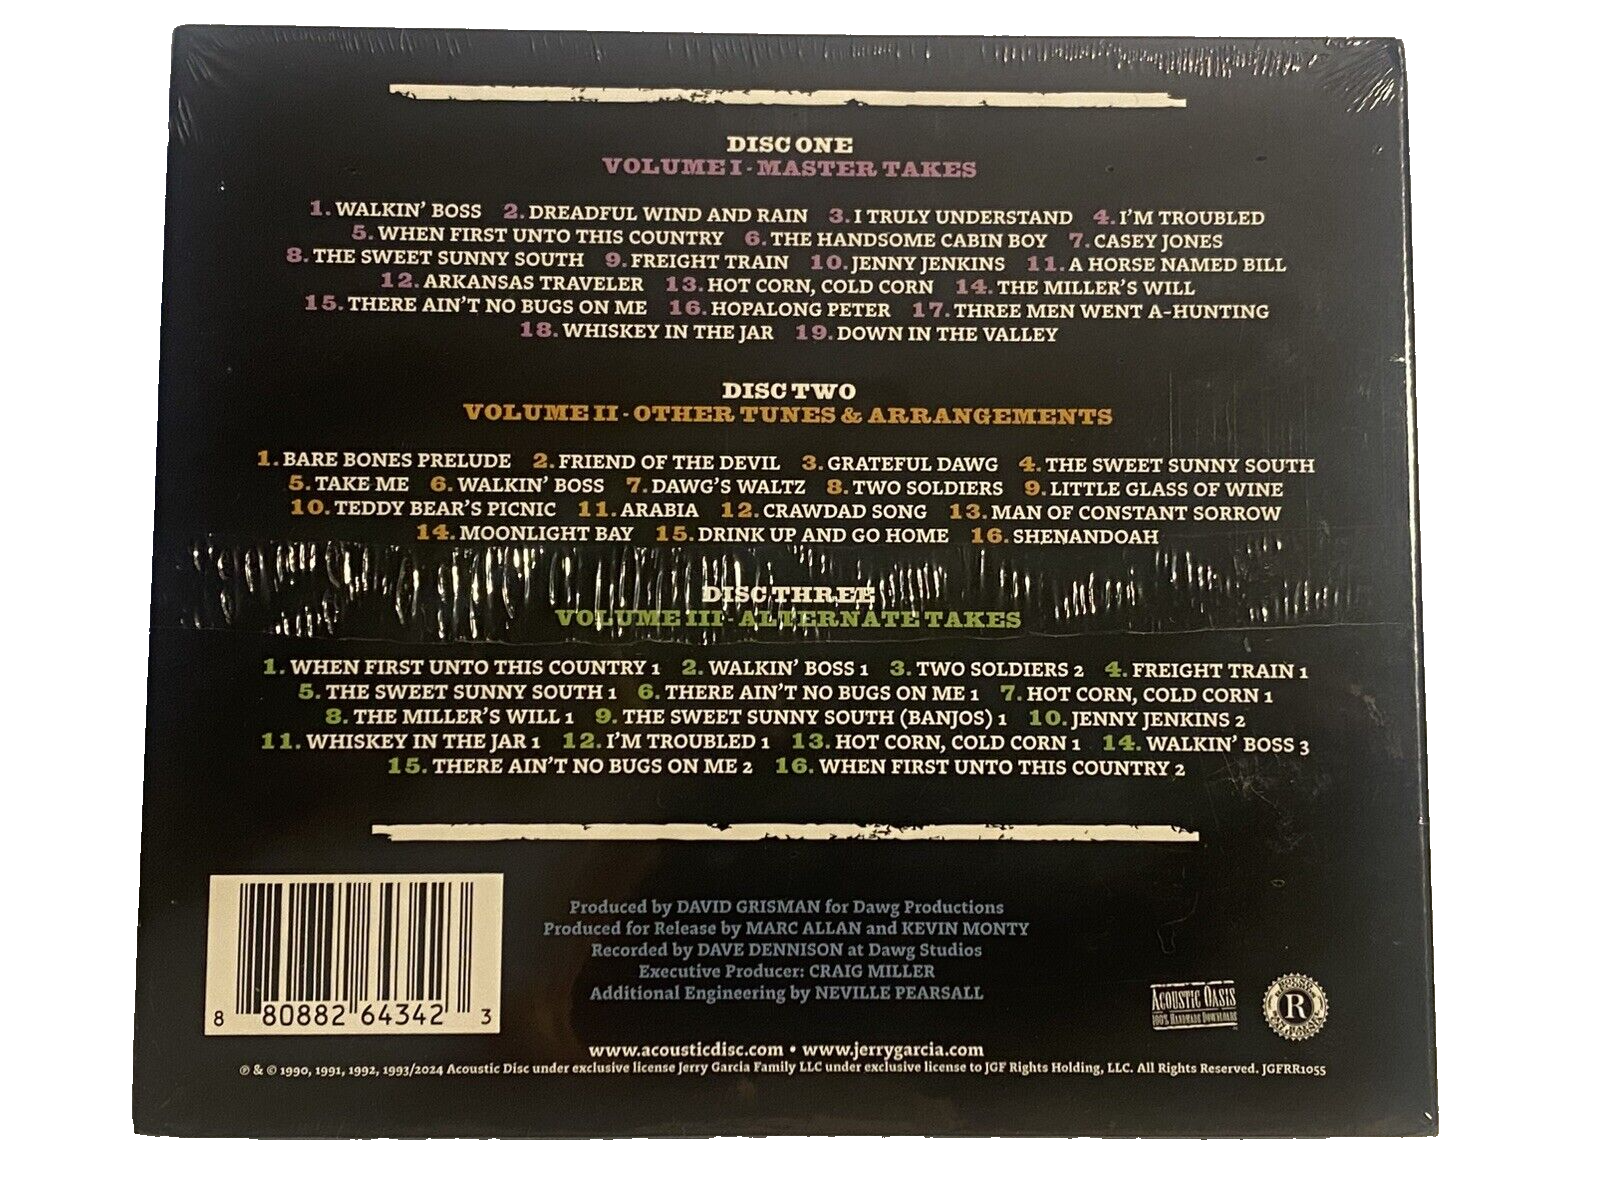 DISC ONE
VOLUME I - MASTER TAKES
1. WALKIN' BOSS 2. DREADFUL WIND AND RAIN 3. I TRULY UNDERSTAND 4. I'M TROUBLED
5. WHEN FIRST UNTO THIS COUNTRY 6. THE HANDSOME CABIN BOY 7. CASEY JONES
8. THE SWEET SUNNY SOUTH 9. FREIGHT TRAIN 10. JENNY JENKINS 11. A HORSE NAMED BILL
12. ARKANSAS TRAVELER 13. HOT CORN, COLD CORN 14. THE MILLER'S WILL
15. THERE AIN'T NO BUGS ON ME 16. HOPALONG PETER 17. THREE MEN WENT A-HUNTING
18. WHISKEY IN THE JAR 19. DOWN IN THE VALLEY
DISC TWO
VOLUME II - OTHER TUNES & ARRANGEMENTS
1. BARE BONES PRELUDE 2. FRIEND OF THE DEVIL 3. GRATEFUL DAWG 4. THE SWEET SUNNY SOUTH
5. TAKE ME 6. WALKIN' BOSS 7. DAWG'S WALTZ 8. TWO SOLDIERS 9. LITTLE GLASS OF WINE
10. TEDDY BEAR'S PICNIC 11. ARABIA 12. CRAWDAD SONG 13. MAN OF CONSTANT SORROW
14. MOONLIGHT BAY 15. DRINK UP AND GO HOME 16. SHENANDOAH
DISC THREE
VOLUME III - ALTERNATE TAKES
1. WHEN FIRST UNTO THIS COUNTRY 1 2. WALKIN' BOSS 1 3. TWO SOLDIERS 2 4. FREIGHT TRAIN 1
5. THE SWEET SUNNY SOUTH 1 6. THERE AIN'T NO BUGS ON ME 1 7. HOT CORN, COLD CORN 1
8. THE MILLER'S WILL 1 9. THE SWEET SUNNY SOUTH (BANJOS) 1 10. JENNY JENKINS 2
11. WHISKEY IN THE JAR 1 12. I'M TROUBLED 1 13. HOT CORN, COLD CORN 1 14. WALKIN' BOSS 3
15. THERE AIN'T NO BUGS ON ME 2 16. WHEN FIRST UNTO THIS COUNTRY 2
8 80882 64342 3
Produced by DAVID GRISMAN for Dawg Productions
Produced for Release by MARC ALLAN and KEVIN MONTY
Recorded by DAVE DENNISON at Dawg Studios
Executive Producer: CRAIG MILLER
Additional Engineering by NEVILLE PEARSALL
ACOUSTIC OASIS
100% HANDMADE DOWNLOADS
R
www.acousticdisc.com • www.jerrygarcia.com
℗ & © 1990, 1991, 1992, 1993/2024 Acoustic Disc under exclusive license Jerry Garcia Family LLC under exclusive license to JGF Rights Holding, LLC. All Rights Reserved. JGFRR1055